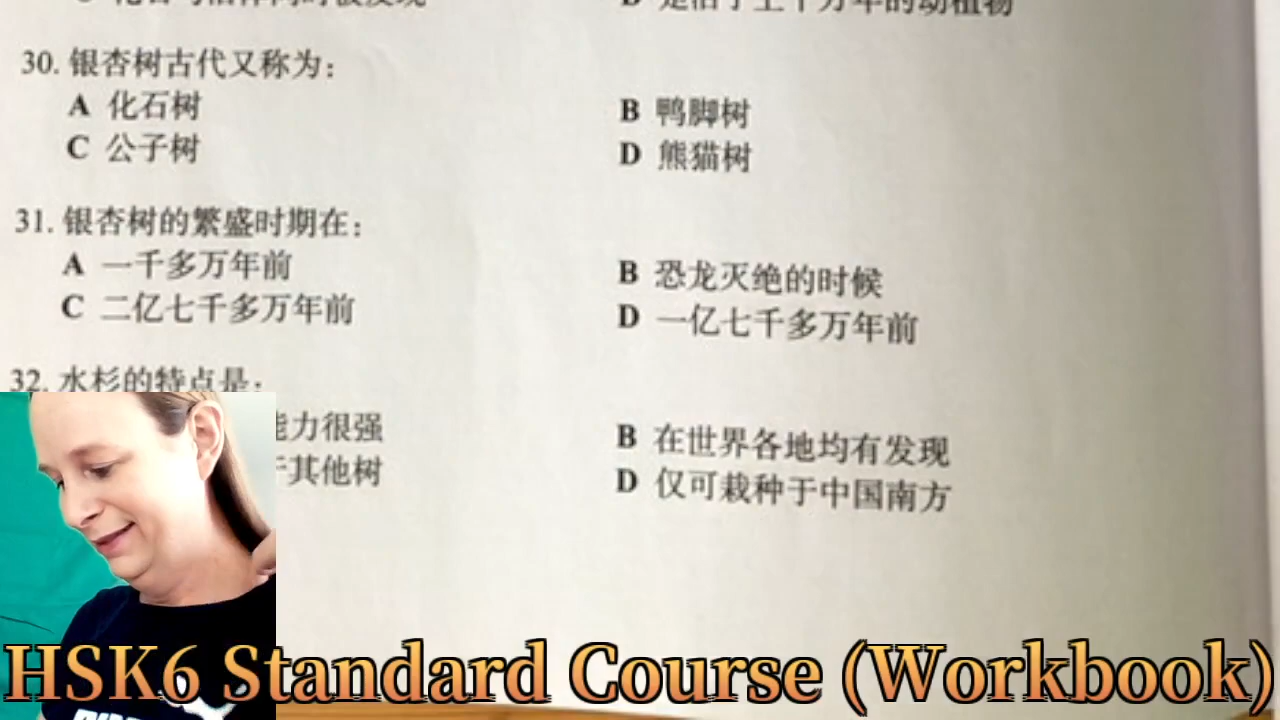 30. 银杏树古代又称为:
A 化石树
B 鸭脚树
C 公子树
D 熊猫树
31. 银杏树的繁盛时期在:
A 一千多万年前
B 恐龙灭绝的时候
C 二亿七千多万年前
D 一亿七千多万年前
32. 水杉的特点是:
力很强
B 在世界各地均有发现
其他树
D 仅可栽种于中国南方
HSK6 Standard Course (Workbook)